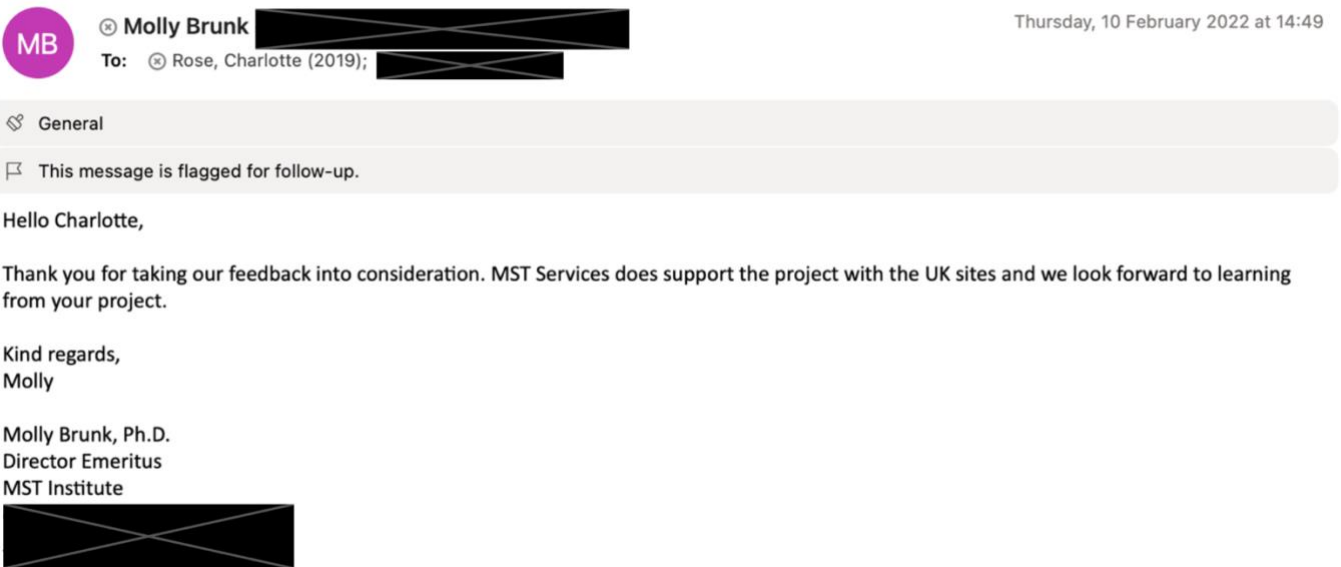 MB
Molly Brunk
Thursday, 10 February 2022 at 14:49
To: Rose, Charlotte (2019);
General
This message is flagged for follow-up.
Hello Charlotte,
Thank you for taking our feedback into consideration. MST Services does support the project with the UK sites and we look forward to learning
from your project.
Kind regards,
Molly
Molly Brunk, Ph.D.
Director Emeritus
MST Institute